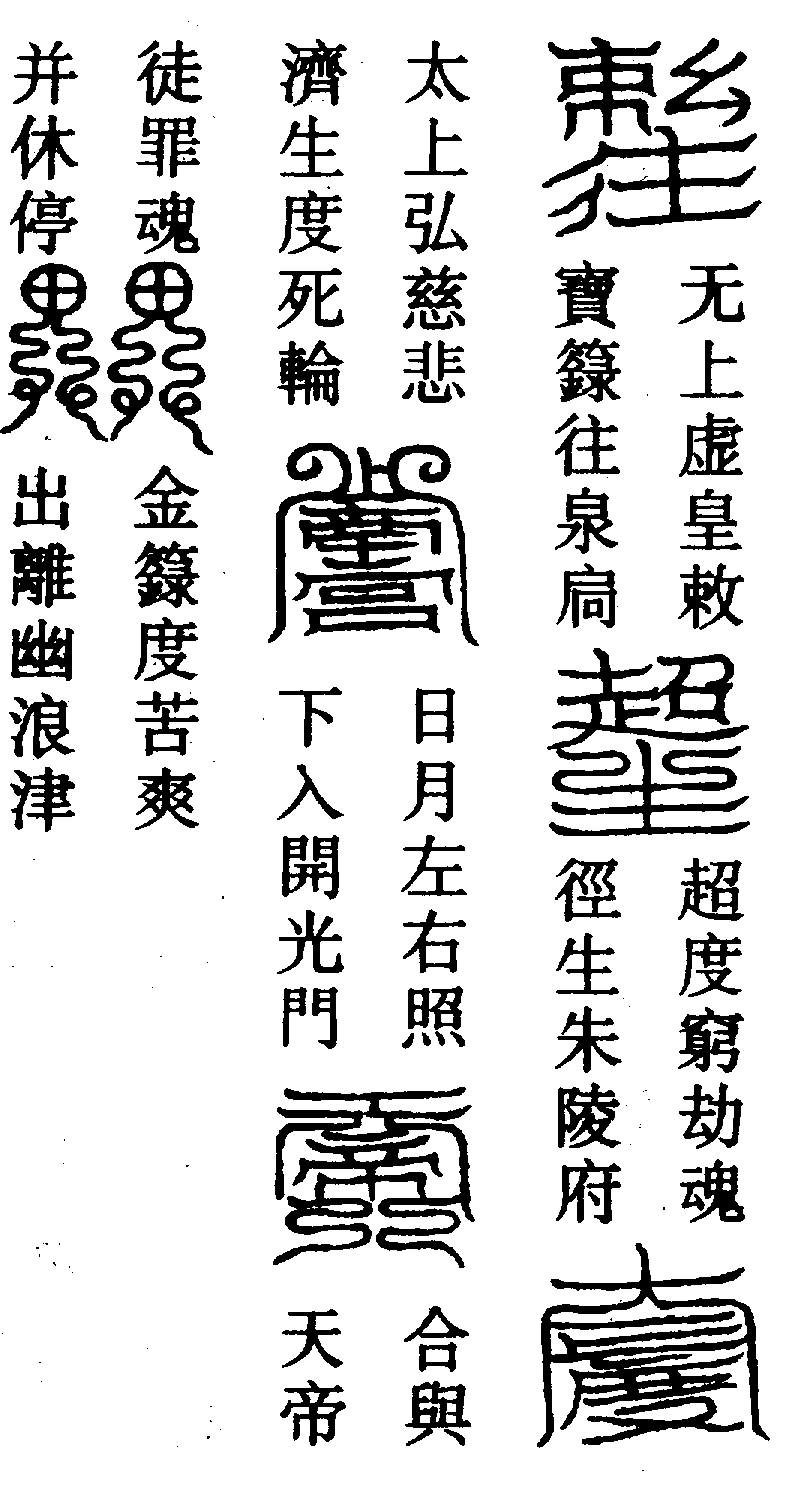 无上虚皇敕
寶籙往泉扃
超度窮劫魂
徑生朱陵府
太上弘慈悲
濟生度死輪
日月左右照
下入開光門
合與
天帝
徒罪魂
并休停
金籙度苦爽
出離幽浪津